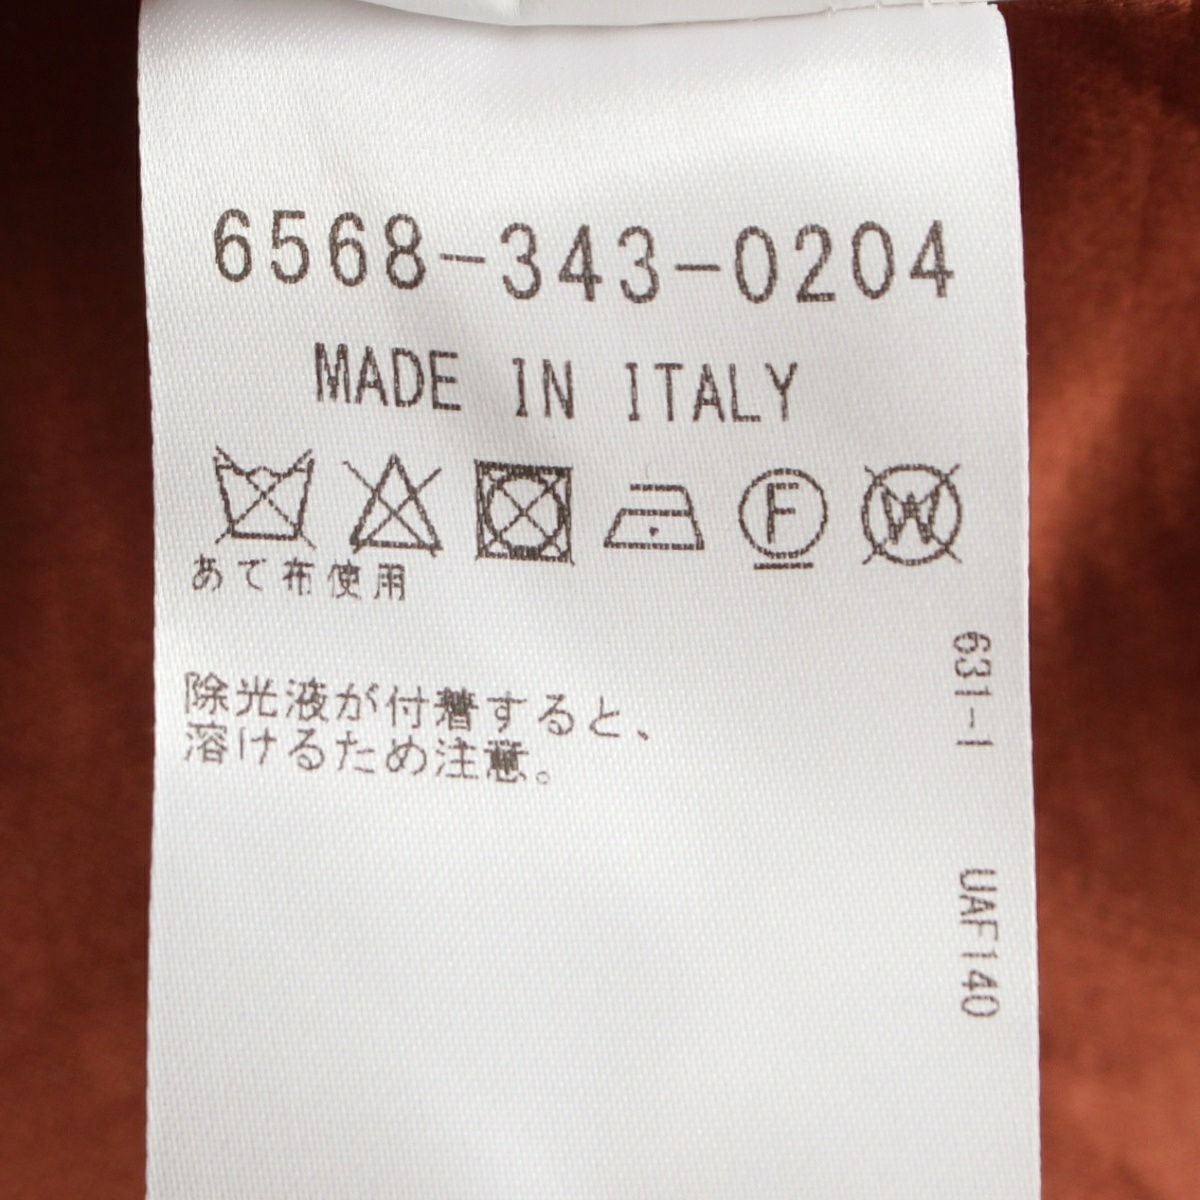 6568-343-0204
MADE IN ITALY
F W
あて布使用
除光液が付着すると、
溶けるため注意。
631-1
UAF140